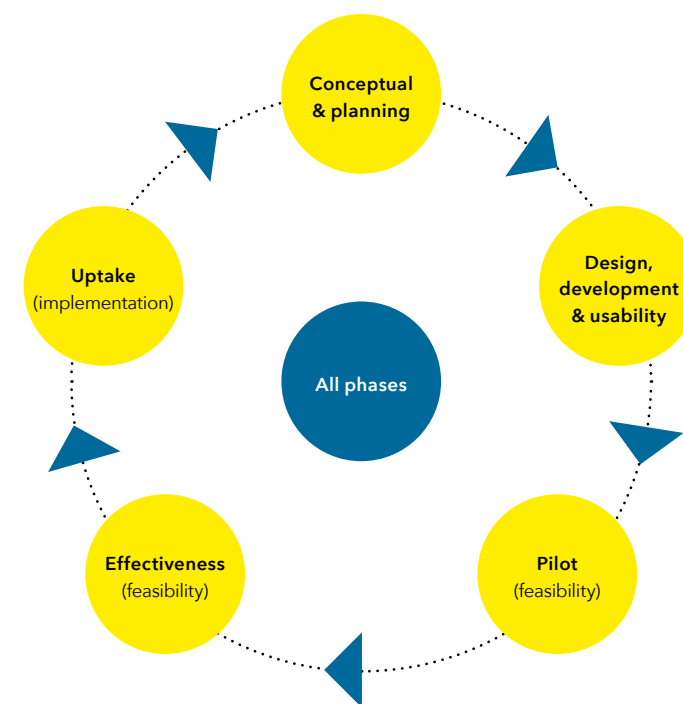 Conceptual
& planning
Design,
development
& usability
Uptake
(implementation)
All phases
Effectiveness
(feasibility)
Pilot
(feasibility)